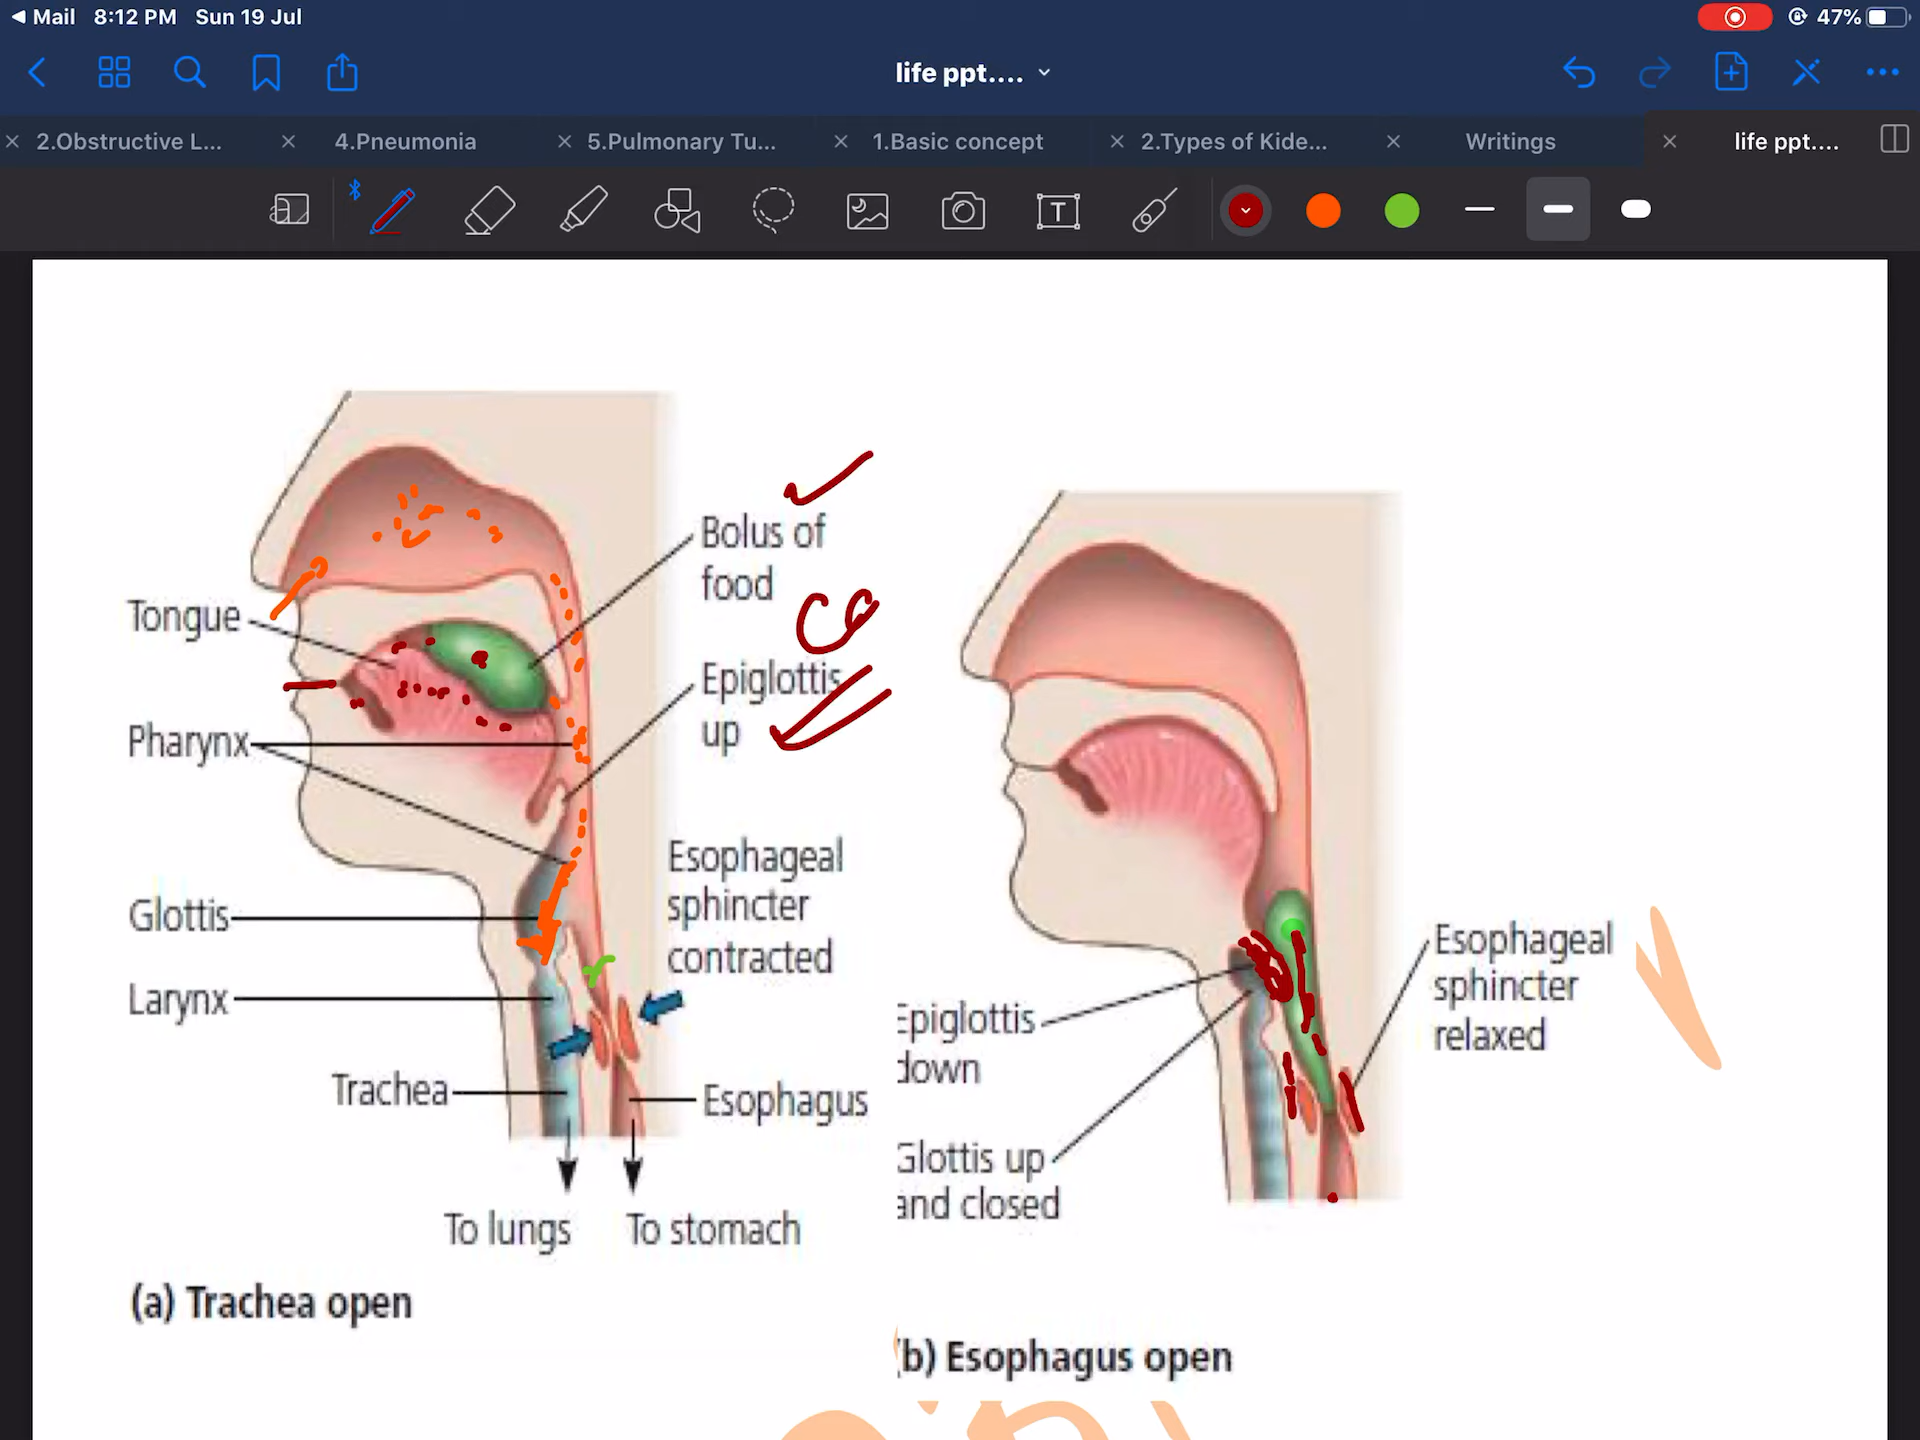 Mail 8:12 PM Sun 19 Jul 47%
life ppt....
2.Obstructive L... 4.Pneumonia 5.Pulmonary Tu... 1.Basic concept 2.Types of Kide... Writings life ppt....
Bolus of
food
Tongue
Epiglottis
up
Pharynx
Esophageal
sphincter
contracted
Glottis
Larynx
Trachea
Esophagus
To lungs
To stomach
(a) Trachea open
Esophageal
sphincter
relaxed
Epiglottis
down
Glottis up
and closed
(b) Esophagus open